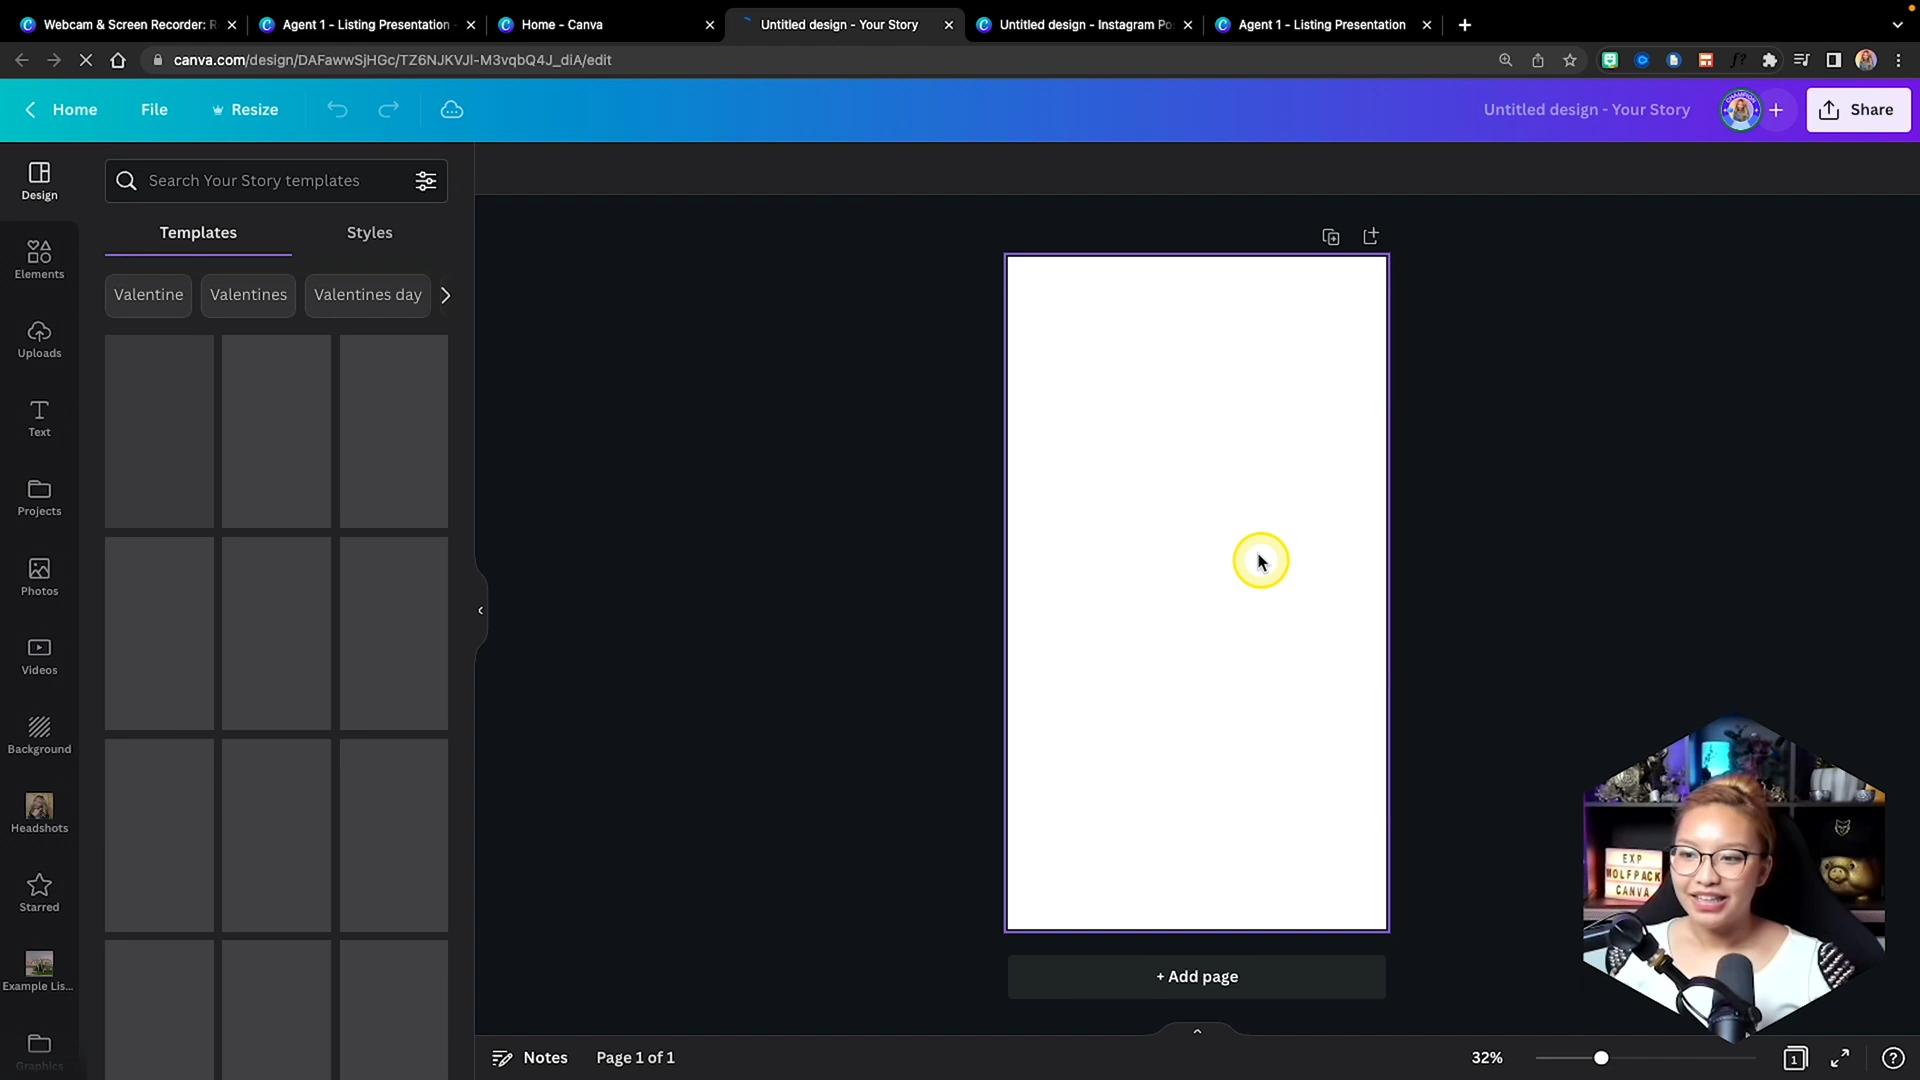 Webcam & Screen Recorder: R
Agent 1 - Listing Presentation -
Home - Canva
Untitled design - Your Story
Untitled design - Instagram Po
Agent 1 - Listing Presentation
canva.com/design/DAFawwSjHGc/TZ6NJKVJl-M3vqbQ4J_diA/edit
Home
File
Resize
Untitled design - Your Story
CHAMPION
Share
Design
Elements
Uploads
Text
Projects
Photos
Videos
Background
Headshots
Starred
Example Lis...
Graphics
Search Your Story templates
Templates
Styles
Valentine
Valentines
Valentines day
+ Add page
EXP
WOLFPACK
CANVA
Notes
Page 1 of 1
32%
1